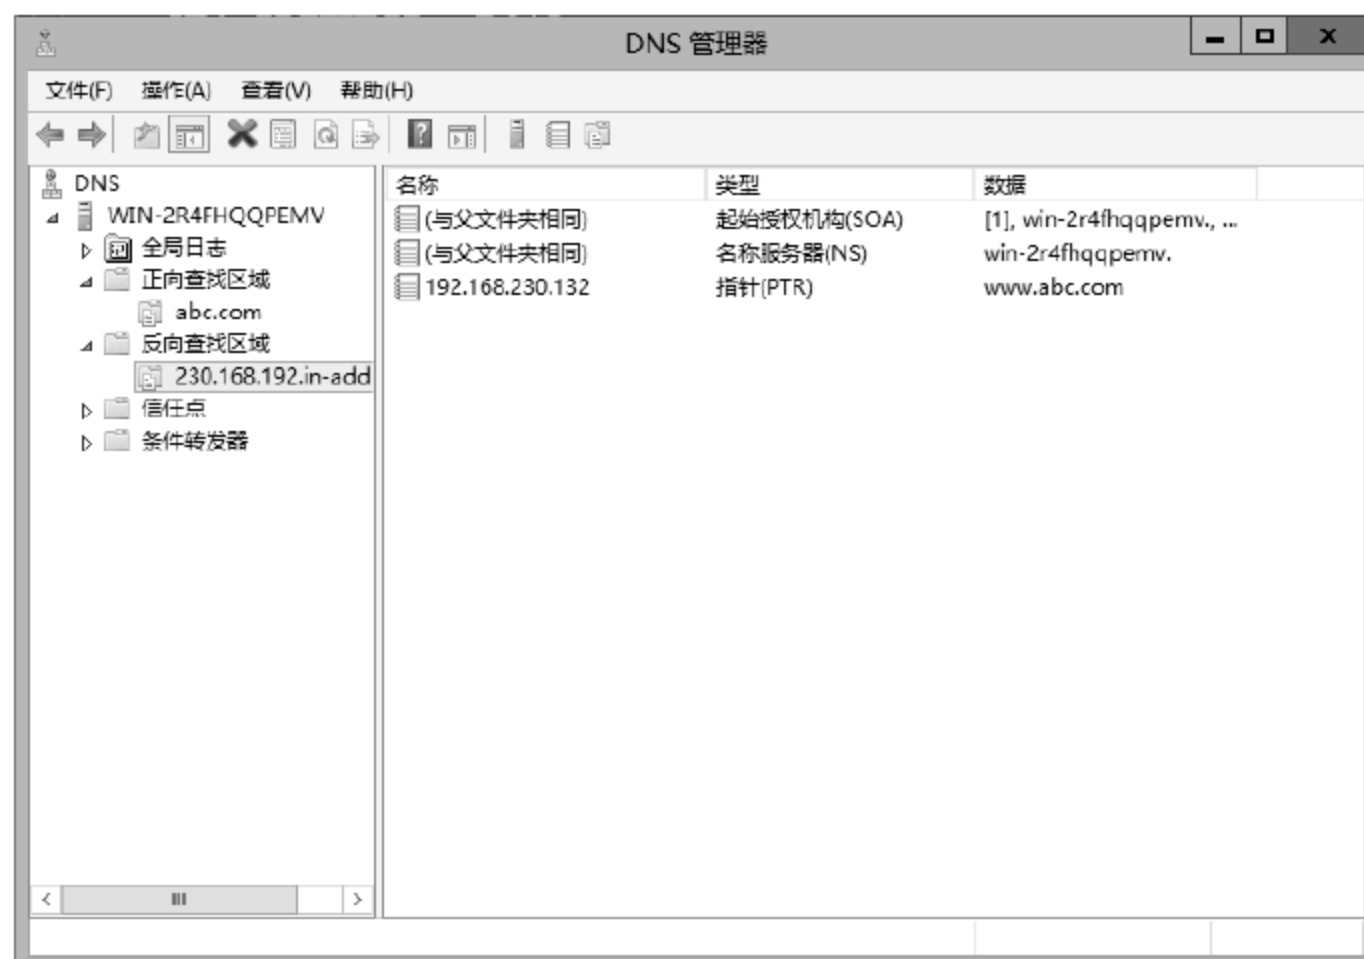 DNS 管理器
文件(F) 操作(A) 查看(V) 帮助(H)
DNS
WIN-2R4FHQQPEMV
全局日志
正向查找区域
abc.com
反向查找区域
230.168.192.in-add
信任点
条件转发器
名称 类型 数据
(与父文件夹相同) 起始授权机构(SOA) [1], win-2r4fhqqpemv., ...
(与父文件夹相同) 名称服务器(NS) win-2r4fhqqpemv.
192.168.230.132 指针(PTR) www.abc.com